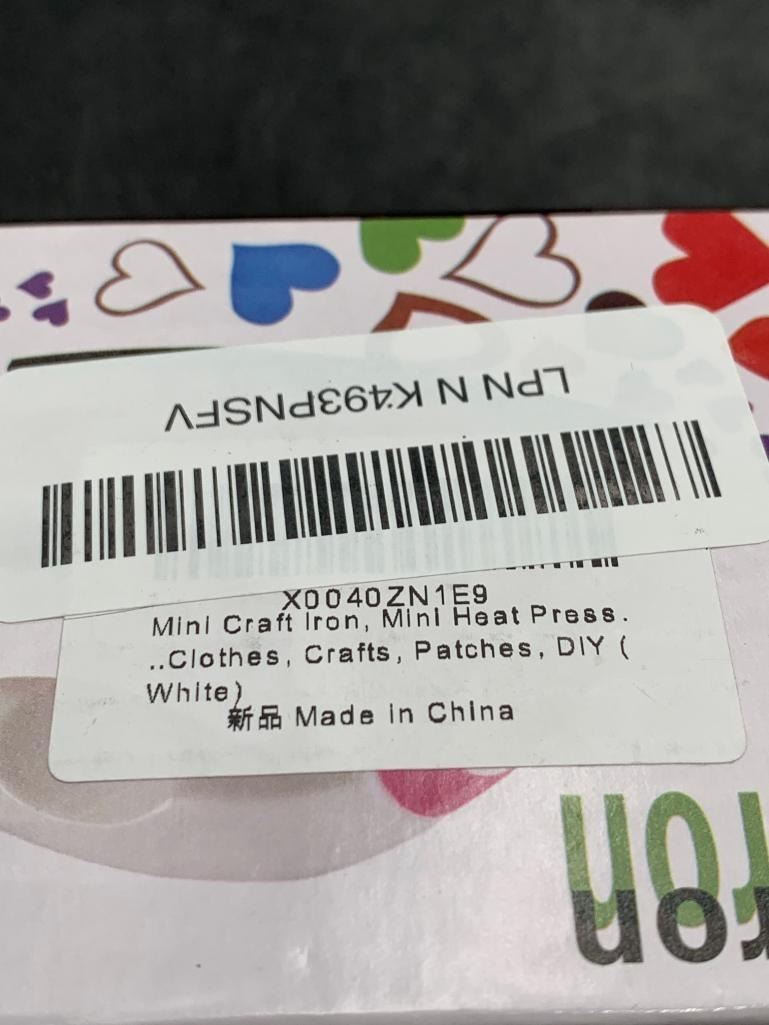 LPN N K493PNSFV
X0040ZN1E9
Mini Craft Iron, Mini Heat Press.
..Clothes, Crafts, Patches, DIY (
White)
新品 Made in China